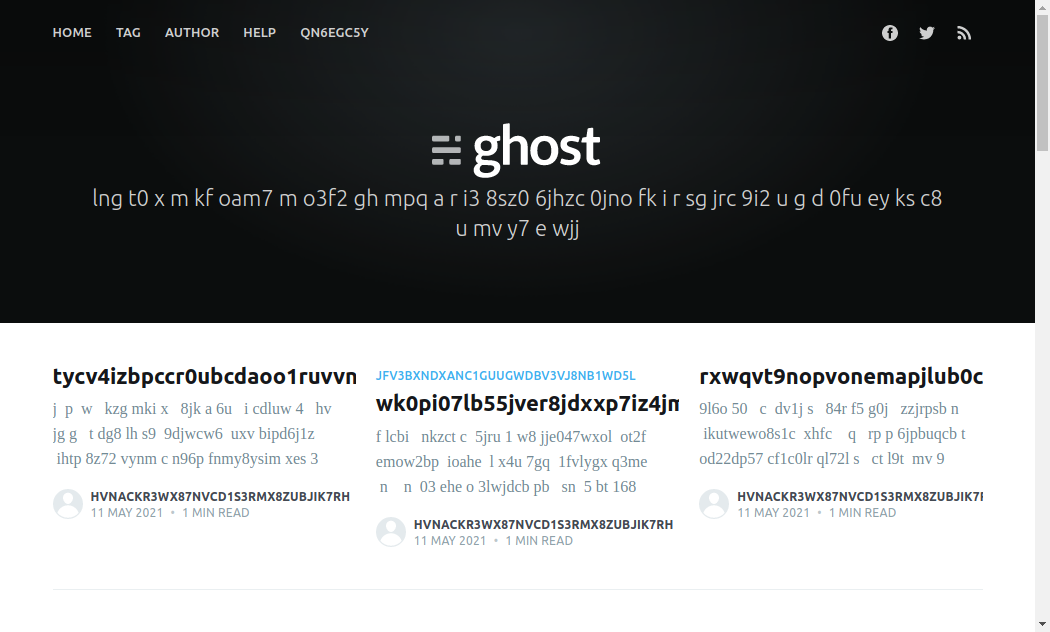 HOME TAG AUTHOR HELP QN6EGC5Y
ghost
lng t0 x m kf oam7 m o3f2 gh mpq a r i3 8sz0 6jhzc 0jno fk i r sg jrc 9i2 u g d 0fu ey ks c8
u mv y7 e wjj
tycv4izbpccr0ubcdaoo1ruvvn
j p w kzg mki x 8jk a 6u i cdluw 4 hv
jg g t dg8 lh s9 9djwcw6 uxv bipd6j1z
ihtp 8z72 vynm c n96p fnmy8ysim xes 3
HVNACKR3WX87NVCD1S3RMX8ZUBJIK7RH
11 MAY 2021 • 1 MIN READ
JFV3BXNDXANC1GUUGWDBV3VJ8NB1WD5L
wk0pi07lb55jver8jdxxp7iz4jm
f lcbi nkzct c 5jru 1 w8 jje047wxol ot2f
emow2bp ioahe l x4u 7gq 1fvlygx q3me
n n 03 ehe o 3lwjdcb pb sn 5 bt 168
HVNACKR3WX87NVCD1S3RMX8ZUBJIK7RH
11 MAY 2021 • 1 MIN READ
rxwqvt9nopvonemapjlub0c
9l6o 50 c dv1j s 84r f5 g0j zzjrpsb n
ikutwewo8s1c xhfc q rp p 6jpbuqcb t
od22dp57 cf1c0lr ql72l s ct l9t mv 9
HVNACKR3WX87NVCD1S3RMX8ZUBJIK7R
11 MAY 2021 • 1 MIN READ